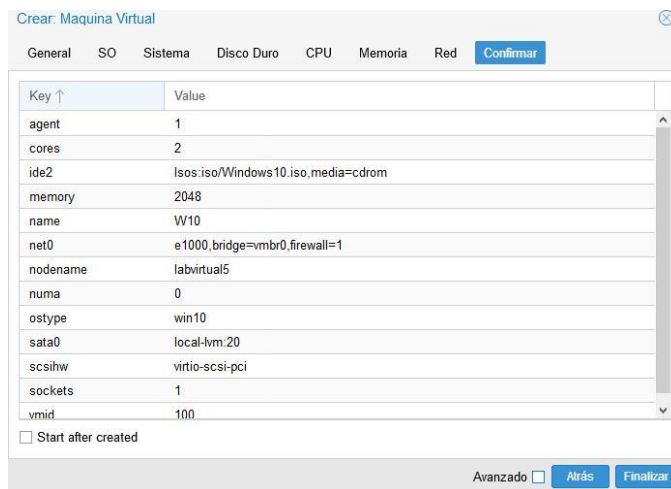 Crear: Maquina Virtual
General SO Sistema Disco Duro CPU Memoria Red Confirmar
Key ↑ Value
agent 1
cores 2
ide2 Isos:iso/Windows10.iso,media=cdrom
memory 2048
name W10
net0 e1000,bridge=vmbr0,firewall=1
nodename labvirtual5
numa 0
ostype win10
sata0 local-lvm:20
scsihw virtio-scsi-pci
sockets 1
vmid 100
Start after created
Avanzado Atrás Finalizar